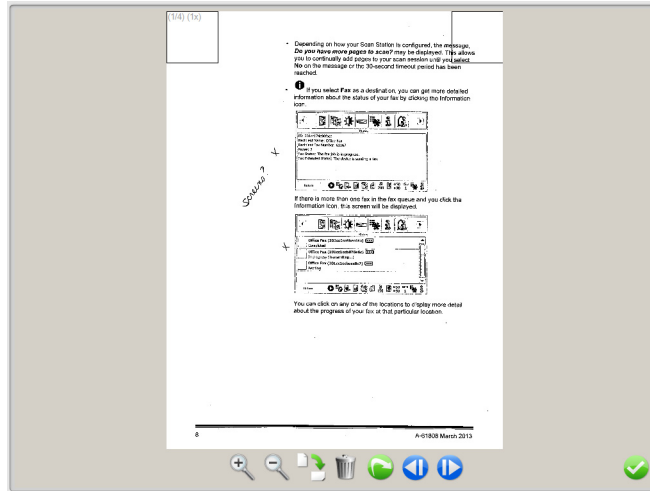 (1/4) (1x)
• Depending on how your Scan Station is configured, the message,
Do you have more pages to scan? may be displayed. This allows
you to continually add pages to your scan session until you select
No on the message or the 30-second timeout period has been
reached.
• If you select Fax as a destination, you can get more detailed
information about the status of your fax by clicking the Information
icon.
screens?
If there is more than one fax in the fax queue and you click the
Information icon, this screen will be displayed.
You can click on any one of the locations to display more detail
about the progress of your fax at that particular location.
8
A-61808 March 2013